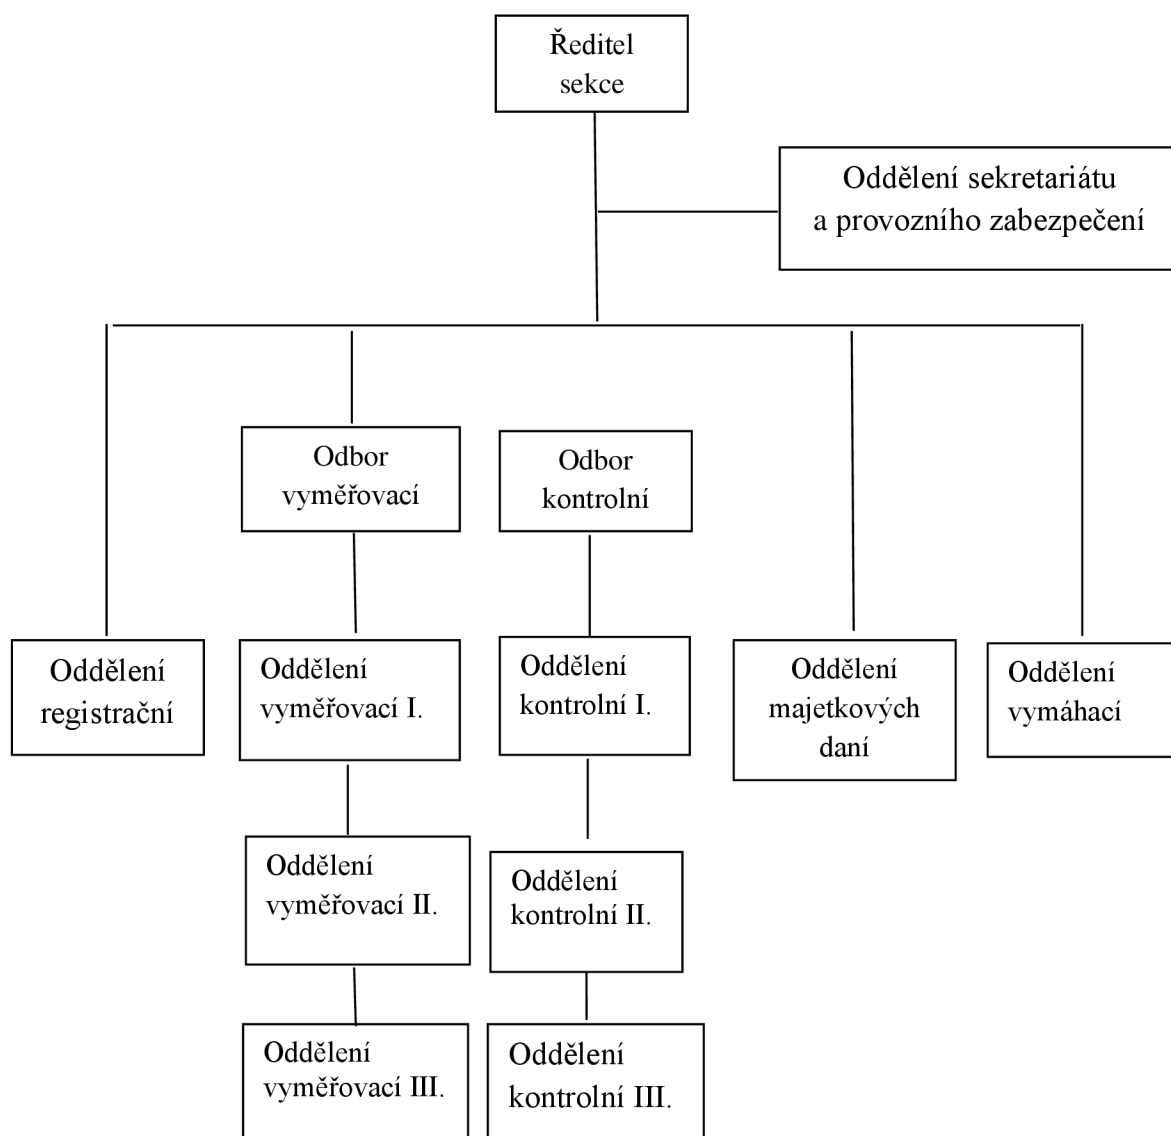 Ředitel
sekce
Oddělení sekretariátu
a provozního zabezpečení
Odbor
vyměřovací
Odbor
kontrolní
Oddělení
registrační
Oddělení
vyměřovací I.
Oddělení
kontrolní I.
Oddělení
majetkových
daní
Oddělení
vymáhací
Oddělení
vyměřovací II.
Oddělení
kontrolní II.
Oddělení
vyměřovací III.
Oddělení
kontrolní III.